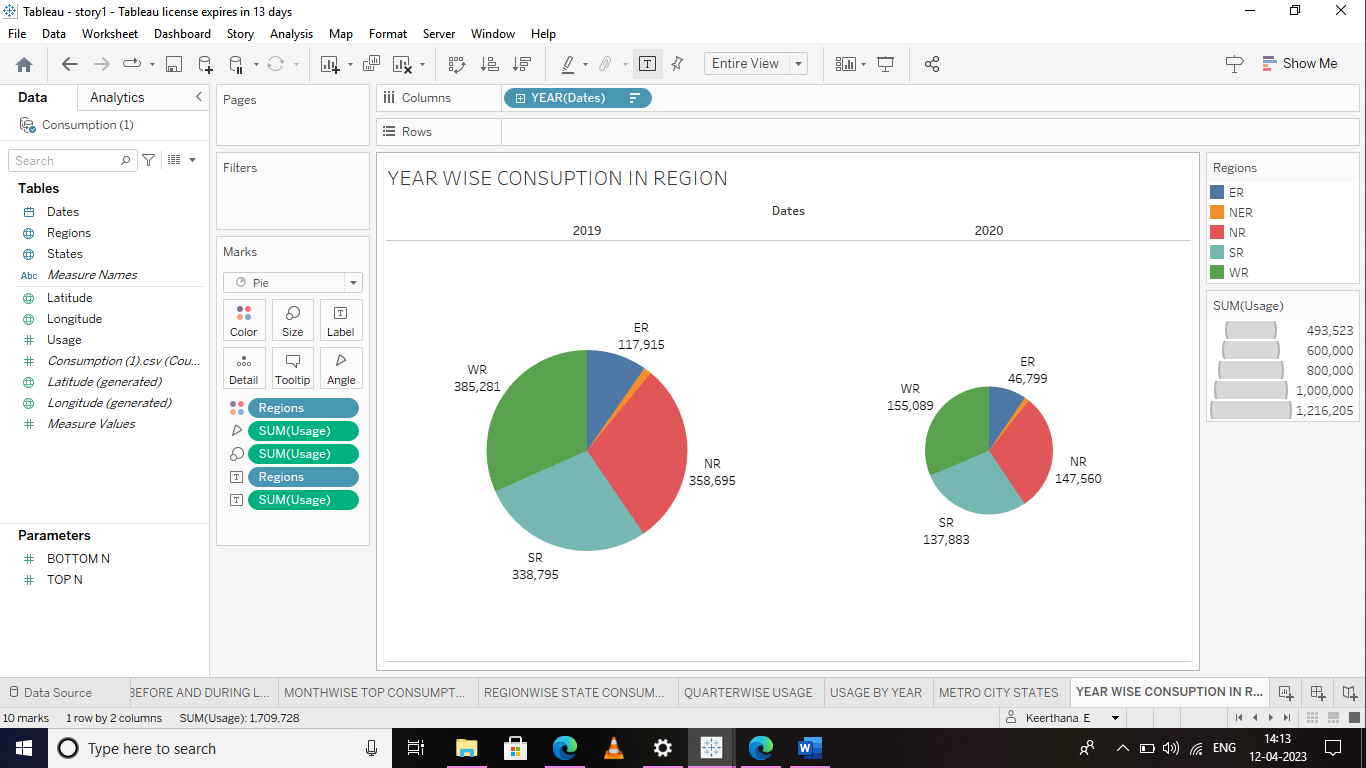 Tableau - story1 - Tableau license expires in 13 days
File Data Worksheet Dashboard Story Analysis Map Format Server Window Help
Entire View
Show Me
Data Analytics
Consumption (1)
Search
Tables
Dates
Regions
States
Abc Measure Names
Latitude
Longitude
Usage
Consumption (1).csv (Cou...
Latitude (generated)
Longitude (generated)
Measure Values
Parameters
BOTTOM N
TOP N
Pages
Filters
Marks
Pie
Color Size Label
Detail Tooltip Angle
Regions
SUM(Usage)
SUM(Usage)
Regions
SUM(Usage)
Columns YEAR(Dates)
Rows
YEAR WISE CONSUPTION IN REGION
Dates
2019 2020
ER
117,915
WR
385,281
NR
358,695
SR
338,795
ER
46,799
WR
155,089
NR
147,560
SR
137,883
Regions
ER
NER
NR
SR
WR
SUM(Usage)
493,523
600,000
800,000
1,000,000
1,216,205
Data Source BEFORE AND DURING L... MONTHWISE TOP CONSUMPT... REGIONWISE STATE CONSUM... QUARTERWISE USAGE USAGE BY YEAR METRO CITY STATES YEAR WISE CONSUPTION IN R...
10 marks 1 row by 2 columns SUM(Usage): 1,709,728 Keerthana E
Type here to search
ENG
14:13
12-04-2023